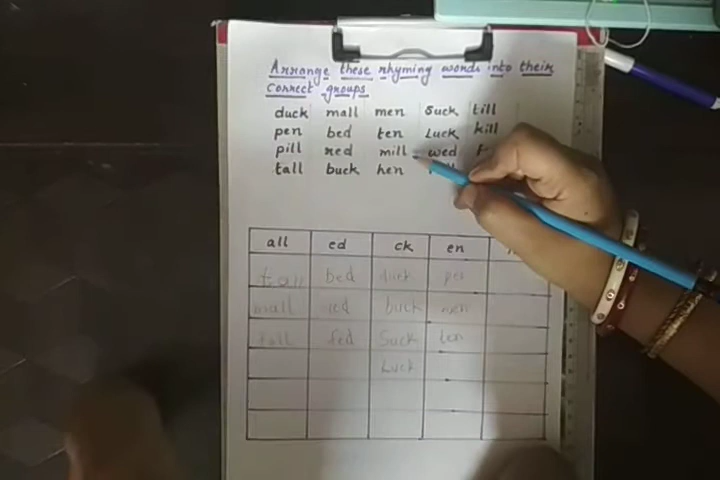 Arrange these rhyming words into their
correct groups
duck mall men Suck till
pen bed ten Luck kill
pill red mill wed
tall buck hen
all ed ck en
tall bed duck pen
mall red buck men
fall fed Suck ten
Luck